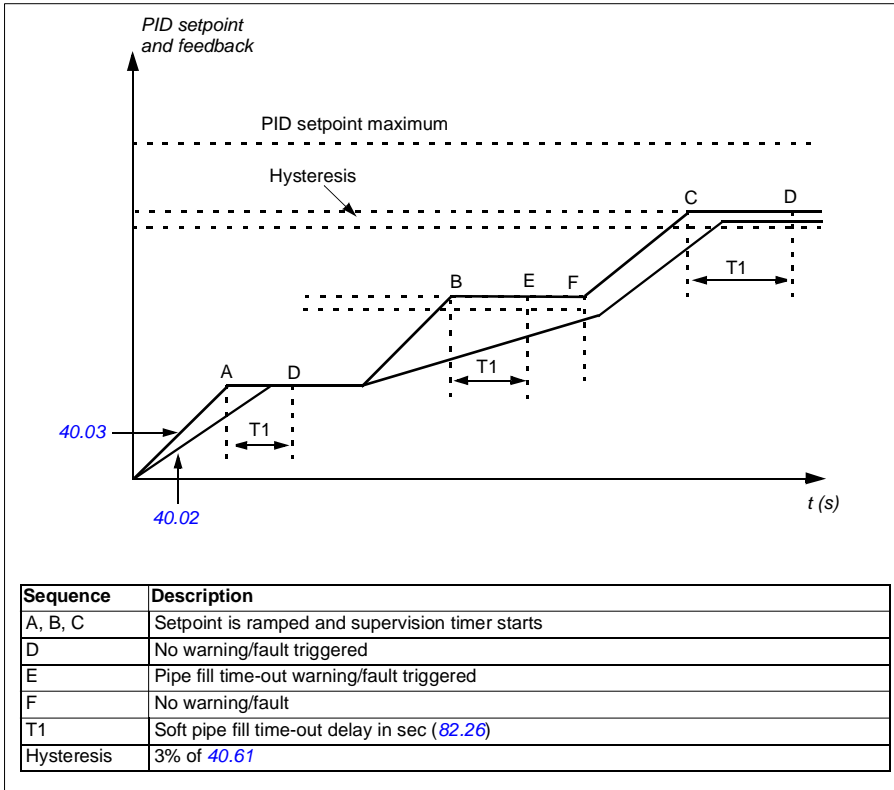 PID setpoint
and feedback
PID setpoint maximum
Hysteresis
C D
T1
B E F
T1
A D
40.03
T1
40.02
t (s)
Sequence Description
A, B, C Setpoint is ramped and supervision timer starts
D No warning/fault triggered
E Pipe fill time-out warning/fault triggered
F No warning/fault
T1 Soft pipe fill time-out delay in sec (82.26)
Hysteresis 3% of 40.61